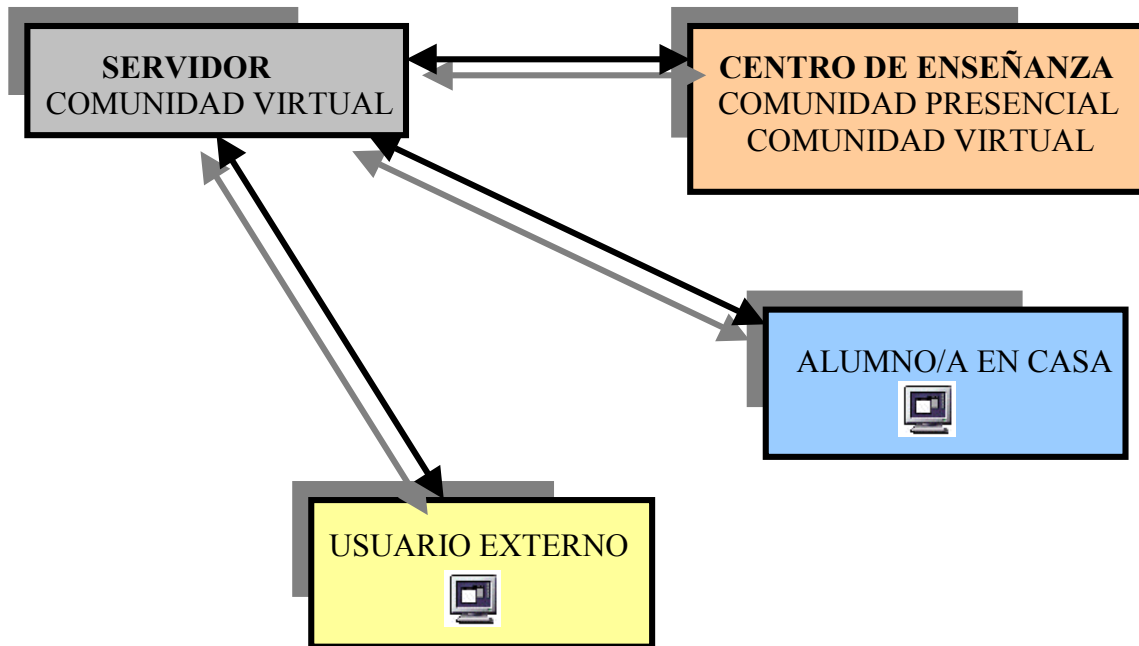 SERVIDOR
COMUNIDAD VIRTUAL
CENTRO DE ENSEÑANZA
COMUNIDAD PRESENCIAL
COMUNIDAD VIRTUAL
ALUMNO/A EN CASA
USUARIO EXTERNO